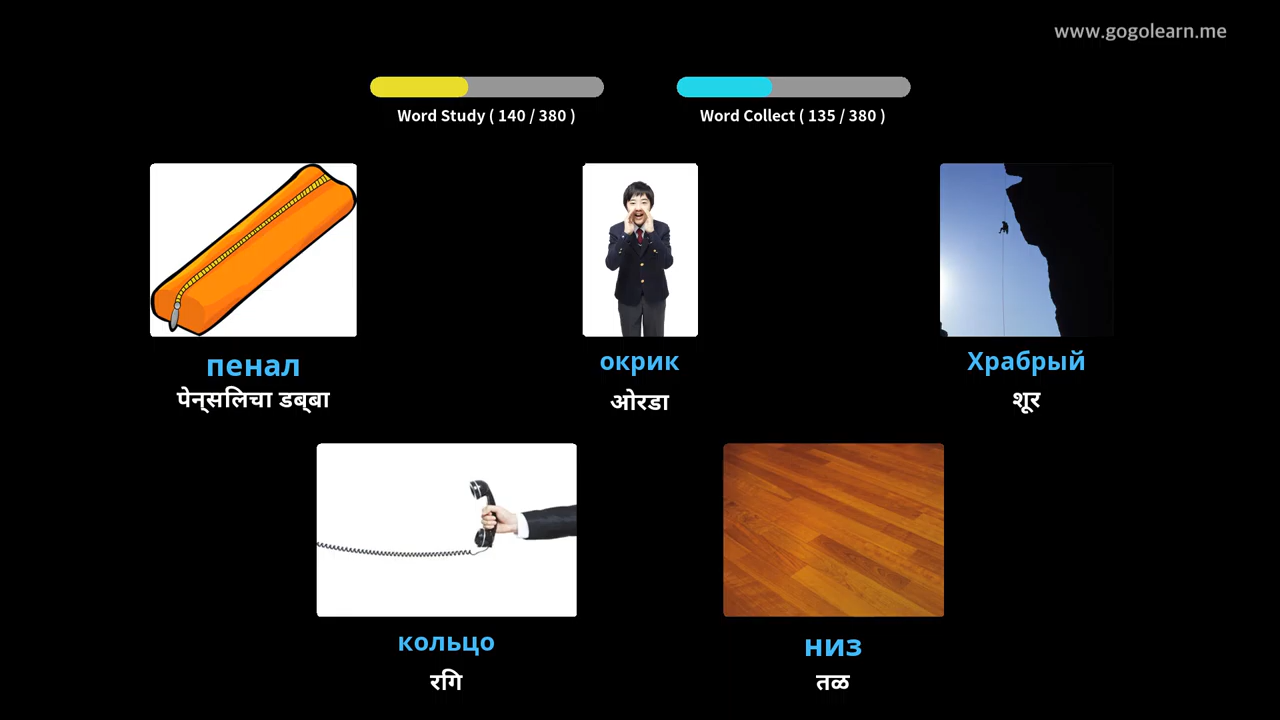 www.gogolearn.me
Word Study ( 140 / 380 )
Word Collect ( 135 / 380 )
пенал
पेन्सलिचा डब्बा
окрик
ओरडा
Храбрый
शूर
кольцо
रगि
низ
तळ